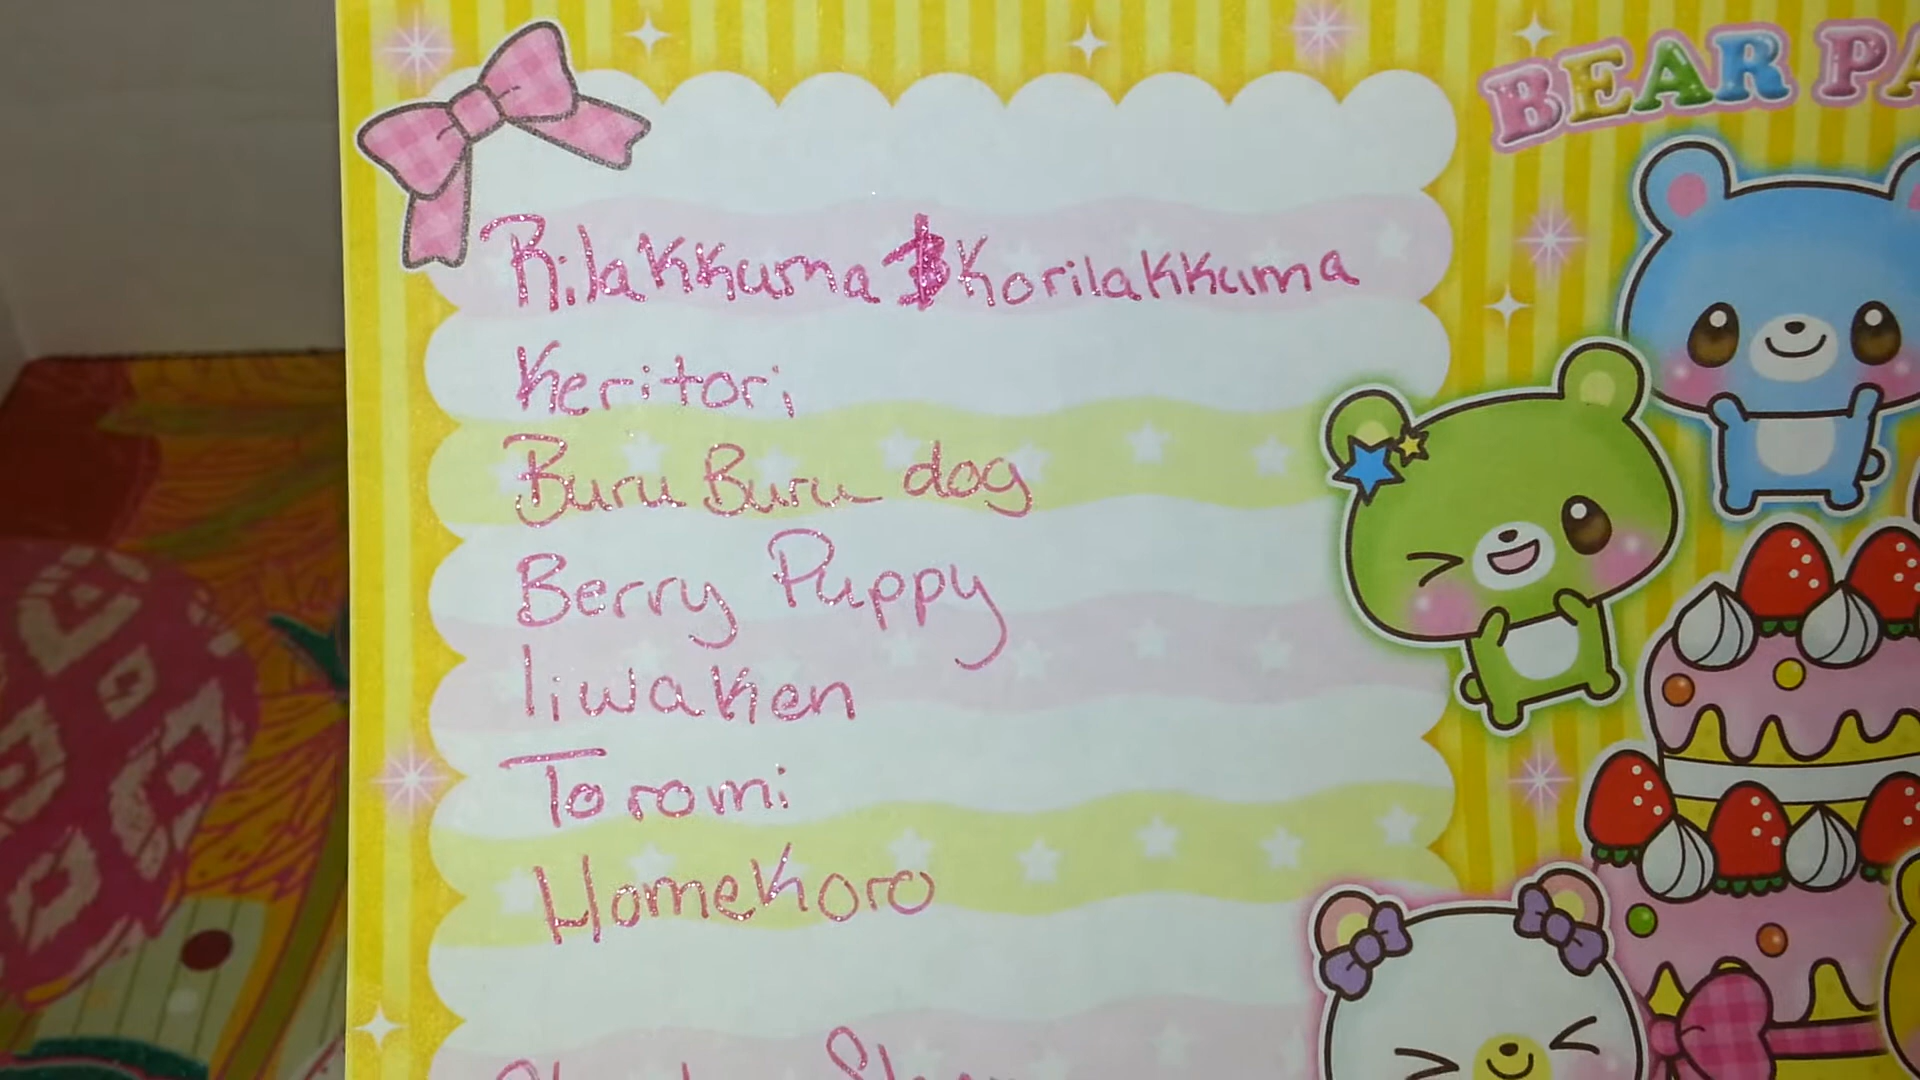 BEAR PA
Rilakkuma & Korilakkuma
Keritori
Buru Buru dog
Berry Puppy
Iiwaken
Toromi
Homekoro